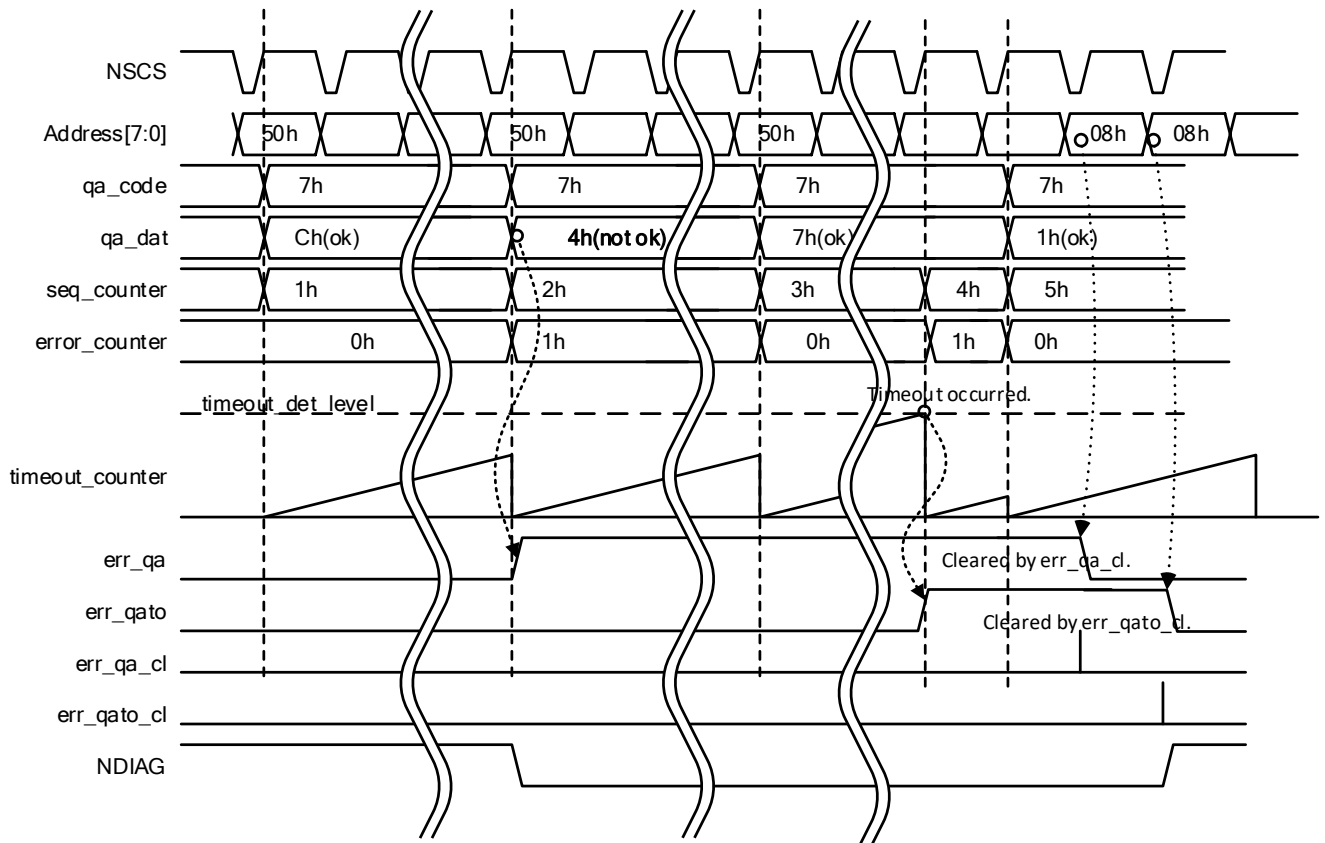 NSCS
Address[7:0] 50h 50h 50h 08h 08h
qa_code 7h 7h 7h 7h
qa_dat Ch(ok) 4h(not ok) 7h(ok) 1h(ok)
seq_counter 1h 2h 3h 4h 5h
error_counter 0h 1h 0h 1h 0h
timeout_det_level Timeout occurred.
timeout_counter
err_qa Cleared by err_qa_cl.
err_qato Cleared by err_qato_cl.
err_qa_cl
err_qato_cl
NDIAG